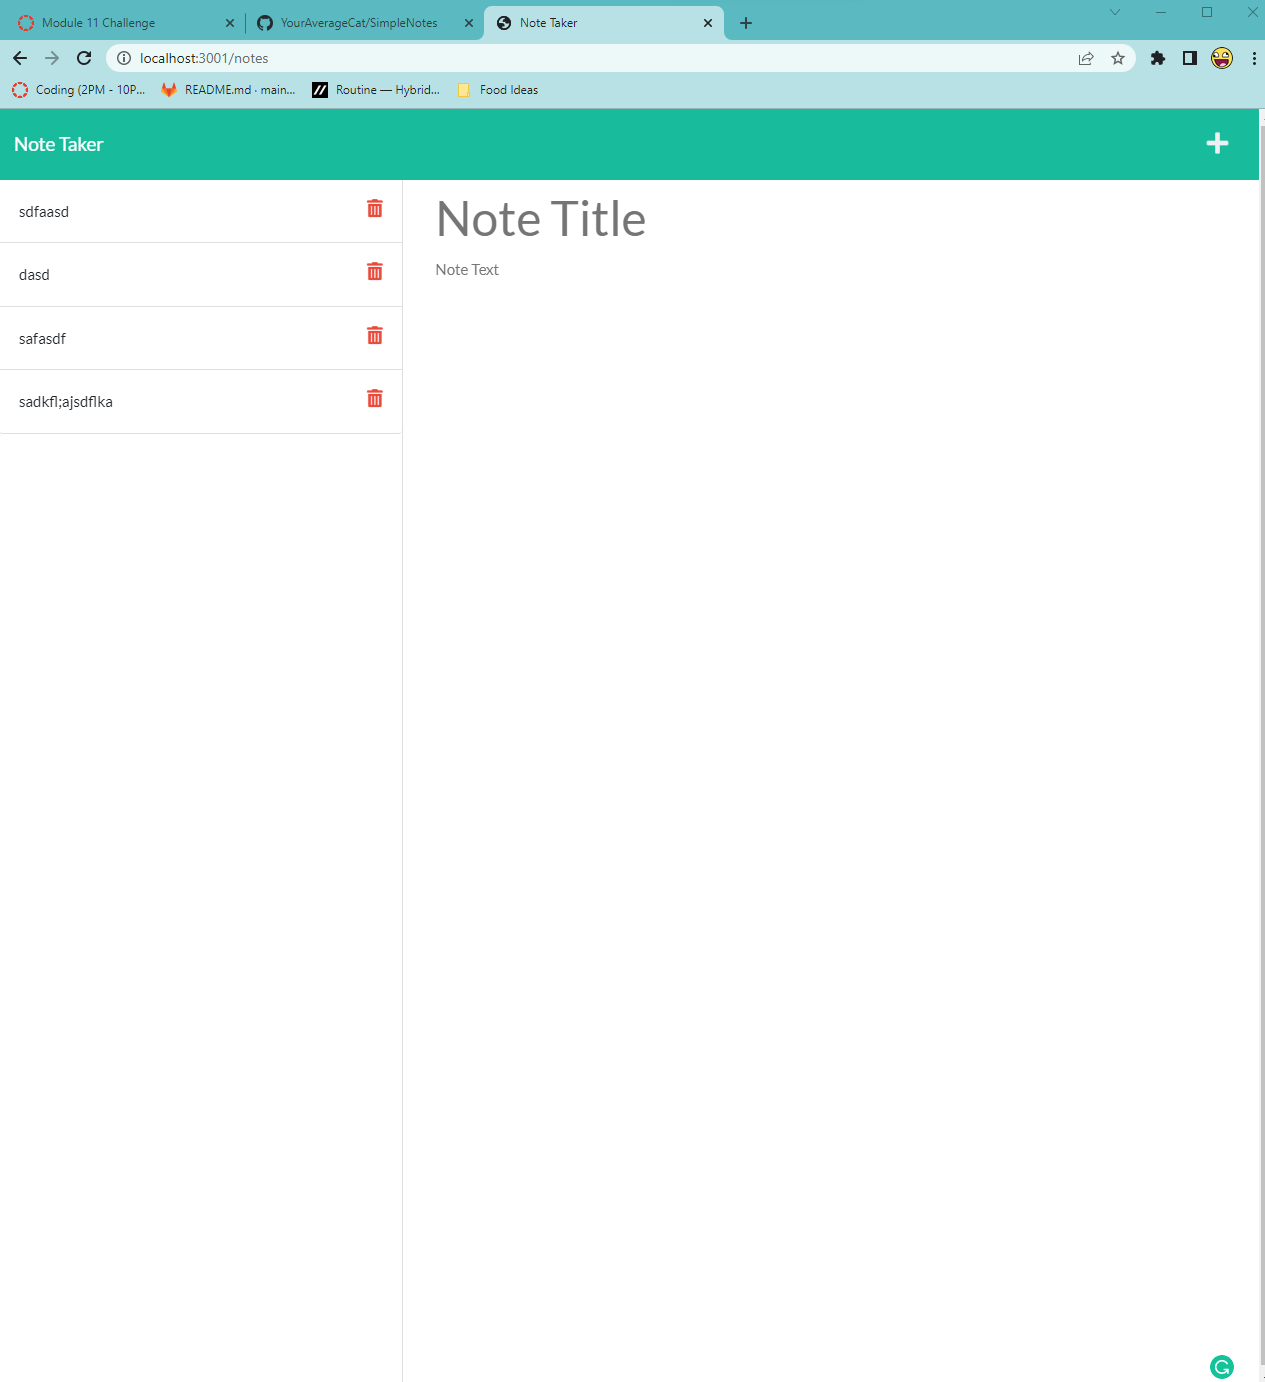 Module 11 Challenge
YourAverageCat/SimpleNotes
Note Taker
localhost:3001/notes
Coding (2PM - 10P...
README.md · main...
Routine — Hybrid...
Food Ideas
Note Taker
sdfaasd
dasd
safasdf
sadkfl;ajsdflka
Note Title
Note Text